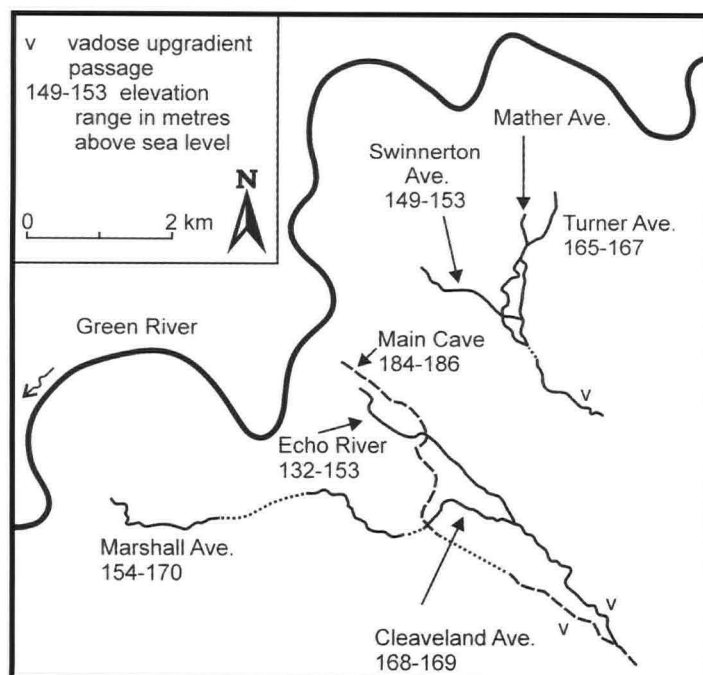 v vadose upgradient
passage
149-153 elevation
range in metres
above sea level
N
0 2 km
Mather Ave.
Swinnerton
Ave.
149-153
Turner Ave.
165-167
Green River
Main Cave
184-186
Echo River
132-153
v
Marshall Ave.
154-170
Cleaveland Ave.
168-169
v
v